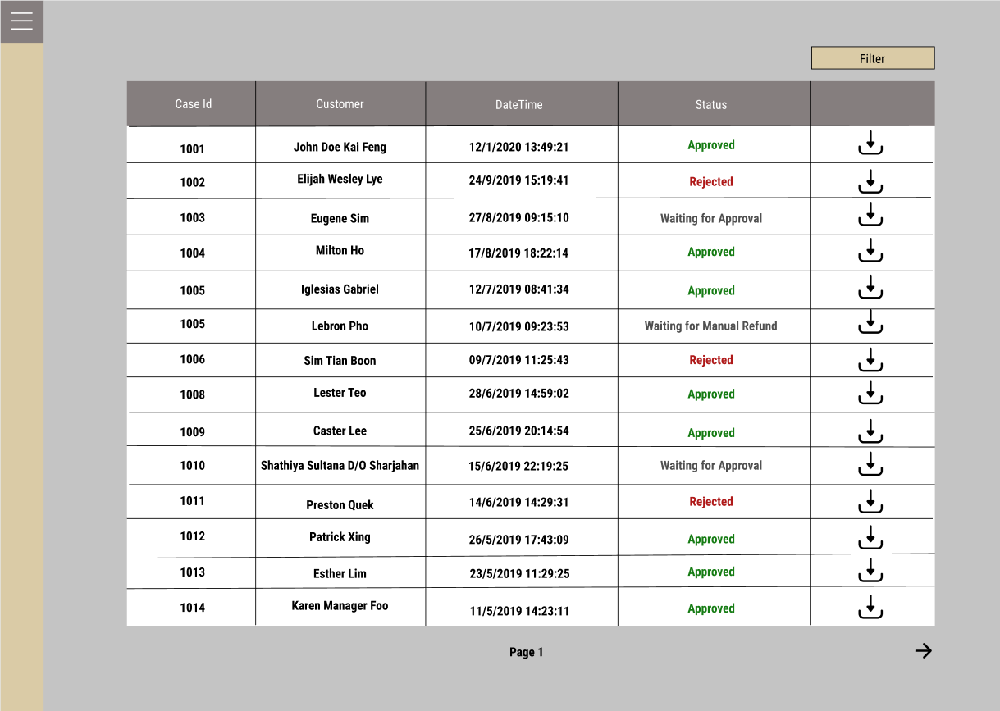 Filter
Case Id Customer DateTime Status
1001 John Doe Kai Feng 12/1/2020 13:49:21 Approved
1002 Elijah Wesley Lye 24/9/2019 15:19:41 Rejected
1003 Eugene Sim 27/8/2019 09:15:10 Waiting for Approval
1004 Milton Ho 17/8/2019 18:22:14 Approved
1005 Iglesias Gabriel 12/7/2019 08:41:34 Approved
1005 Lebron Pho 10/7/2019 09:23:53 Waiting for Manual Refund
1006 Sim Tian Boon 09/7/2019 11:25:43 Rejected
1008 Lester Teo 28/6/2019 14:59:02 Approved
1009 Caster Lee 25/6/2019 20:14:54 Approved
1010 Shathiya Sultana D/O Sharjahan 15/6/2019 22:19:25 Waiting for Approval
1011 Preston Quek 14/6/2019 14:29:31 Rejected
1012 Patrick Xing 26/5/2019 17:43:09 Approved
1013 Esther Lim 23/5/2019 11:29:25 Approved
1014 Karen Manager Foo 11/5/2019 14:23:11 Approved
Page 1